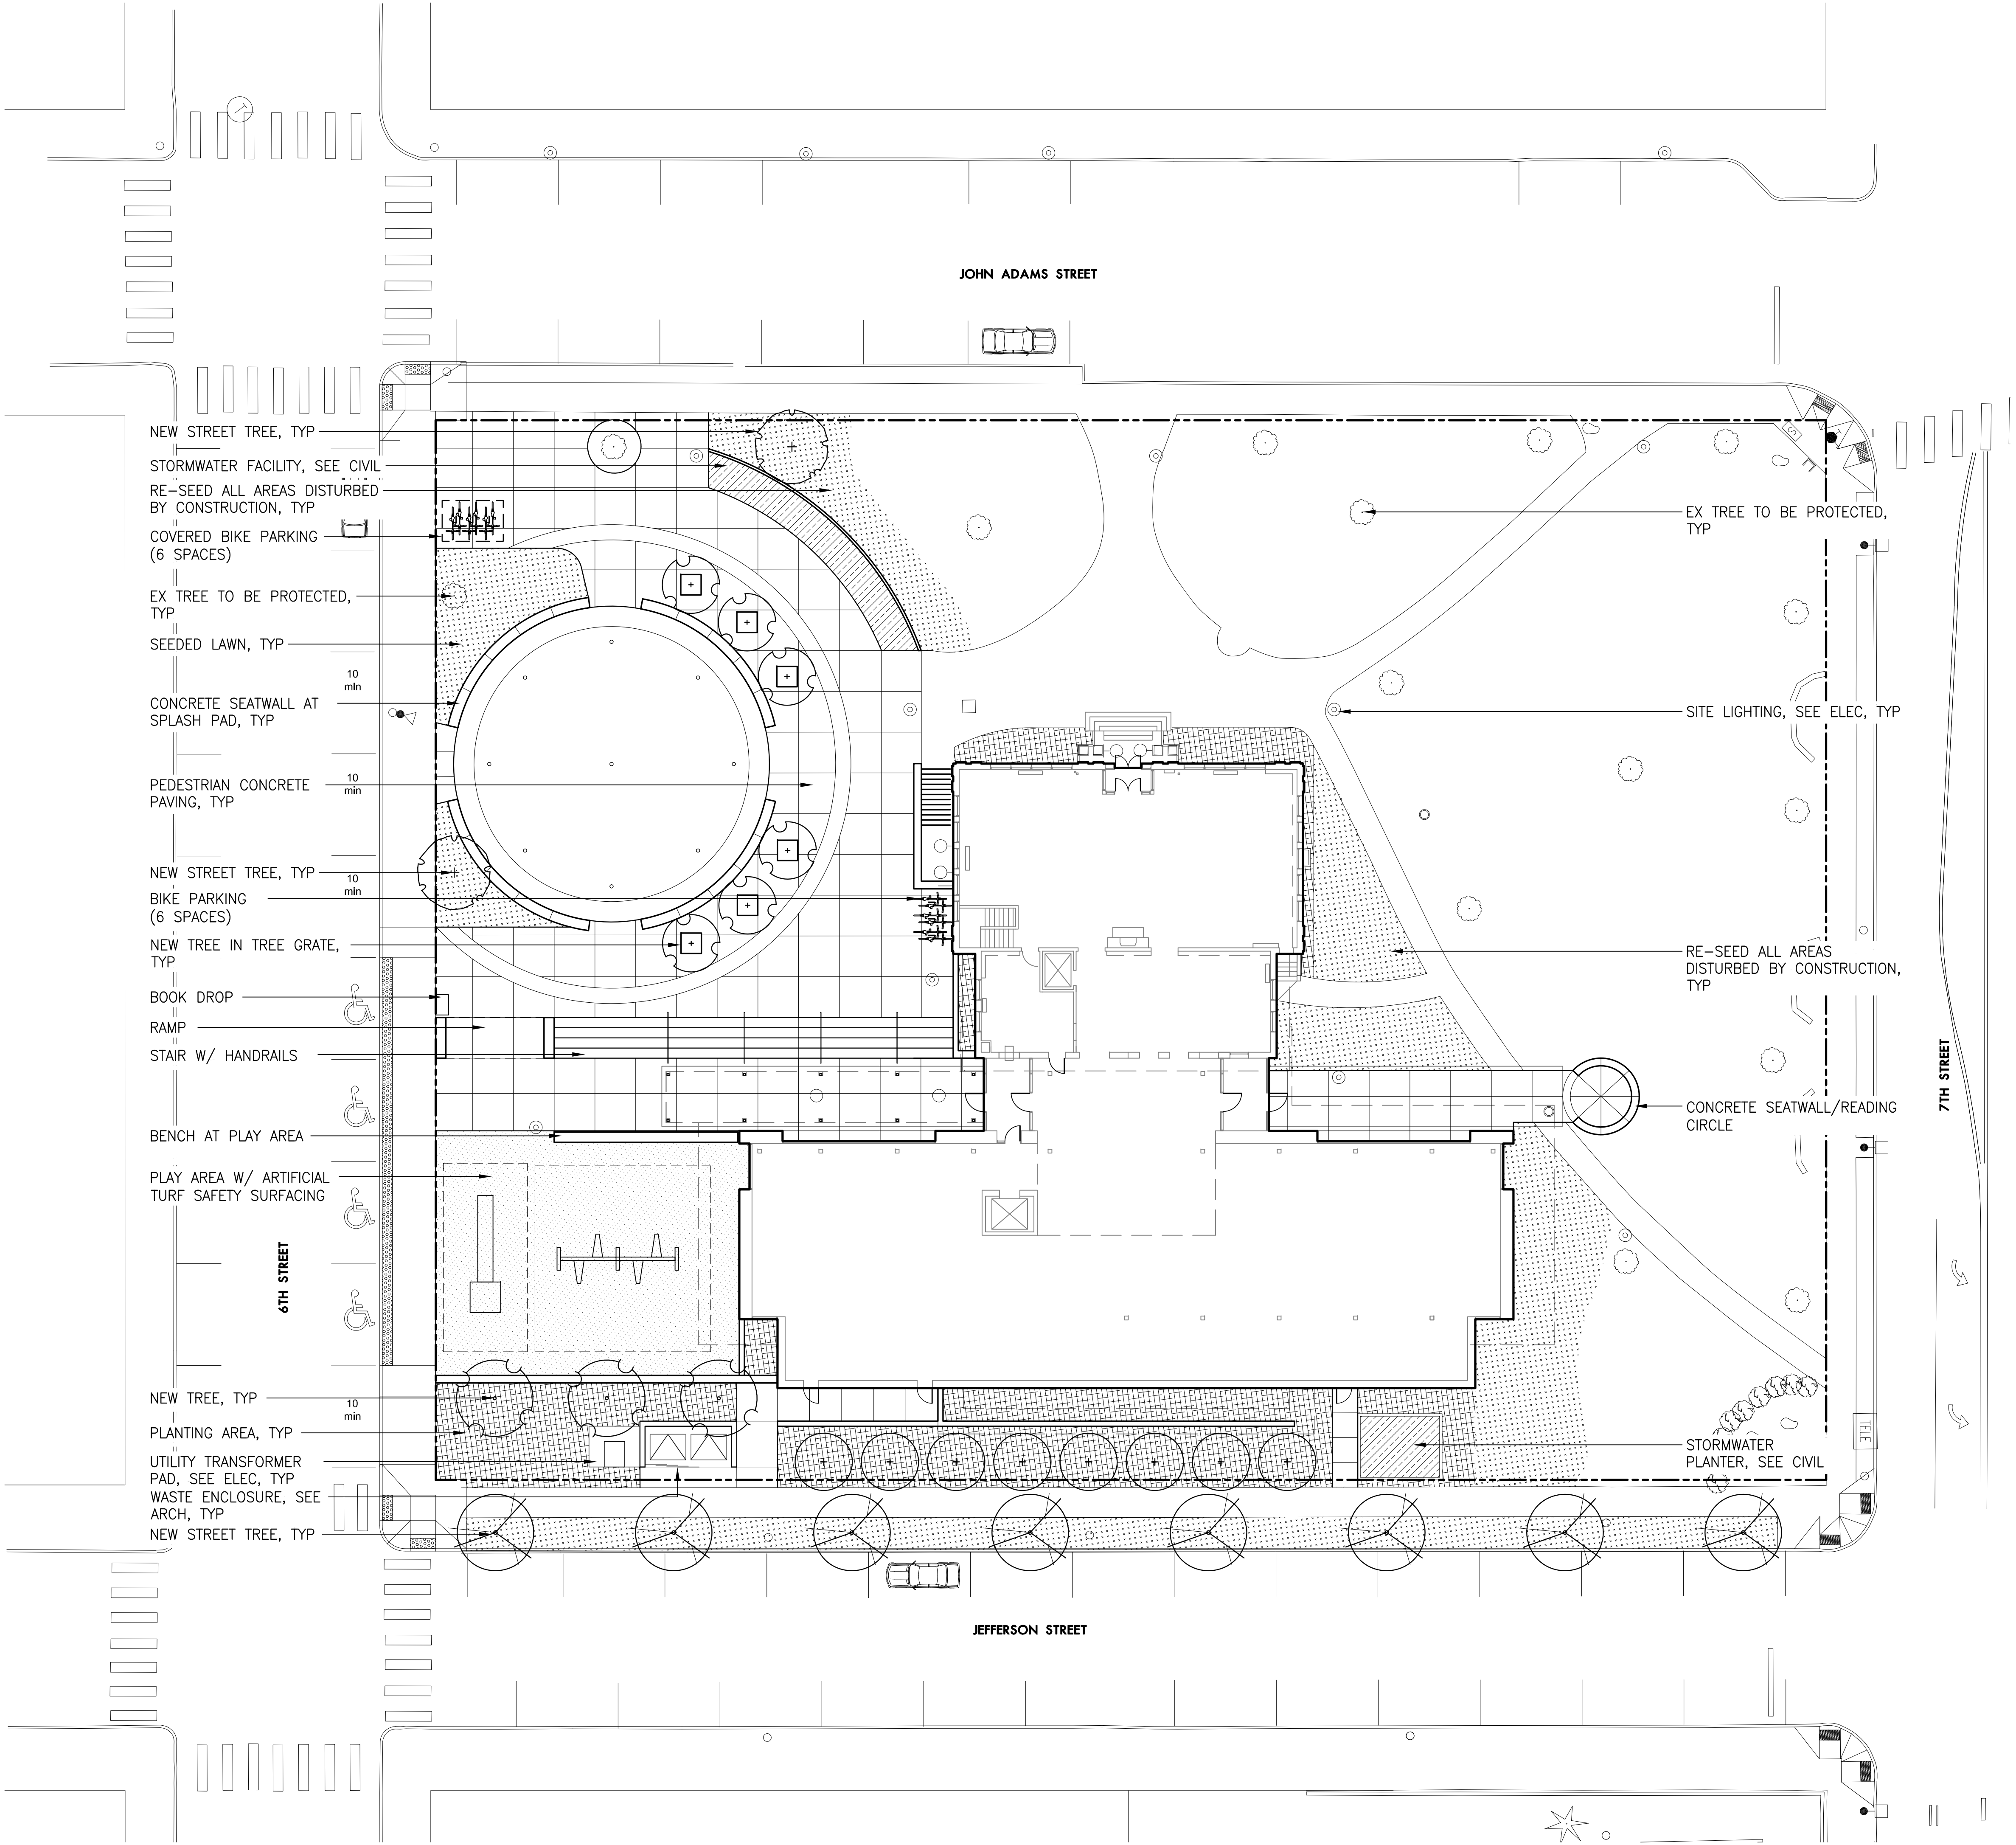 JOHN ADAMS STREET
NEW STREET TREE, TYP
STORMWATER FACILITY, SEE CIVIL
RE-SEED ALL AREAS DISTURBED
BY CONSTRUCTION, TYP
COVERED BIKE PARKING
(6 SPACES)
EX TREE TO BE PROTECTED,
TYP
SEEDED LAWN, TYP
10
min
CONCRETE SEATWALL AT
SPLASH PAD, TYP
PEDESTRIAN CONCRETE
PAVING, TYP
10
min
NEW STREET TREE, TYP
10
min
BIKE PARKING
(6 SPACES)
NEW TREE IN TREE GRATE,
TYP
BOOK DROP
RAMP
STAIR W/ HANDRAILS
BENCH AT PLAY AREA
PLAY AREA W/ ARTIFICIAL
TURF SAFETY SURFACING
6TH STREET
NEW TREE, TYP
10
min
PLANTING AREA, TYP
UTILITY TRANSFORMER
PAD, SEE ELEC, TYP
WASTE ENCLOSURE, SEE
ARCH, TYP
NEW STREET TREE, TYP
S
EX TREE TO BE PROTECTED,
TYP
SITE LIGHTING, SEE ELEC, TYP
RE-SEED ALL AREAS
DISTURBED BY CONSTRUCTION,
TYP
7TH STREET
CONCRETE SEATWALL/READING
CIRCLE
TELE
STORMWATER
PLANTER, SEE CIVIL
JEFFERSON STREET